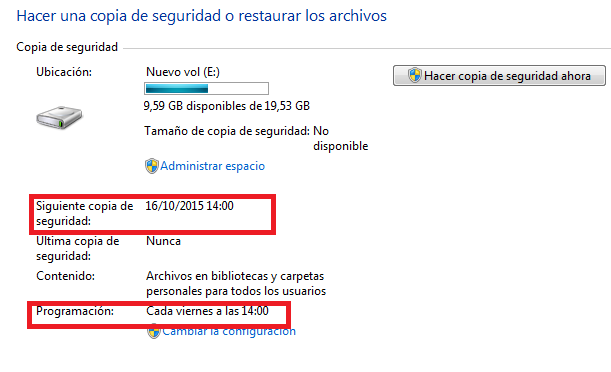 Hacer una copia de seguridad o restaurar los archivos
Copia de seguridad
Ubicación: Nuevo vol (E:)
Hacer copia de seguridad ahora
9,59 GB disponibles de 19,53 GB
Tamaño de copia de seguridad: No
disponible
Administrar espacio
Siguiente copia de 16/10/2015 14:00
seguridad:
Última copia de Nunca
seguridad:
Contenido: Archivos en bibliotecas y carpetas
personales para todos los usuarios
Programación: Cada viernes a las 14:00
Cambiar la configuración